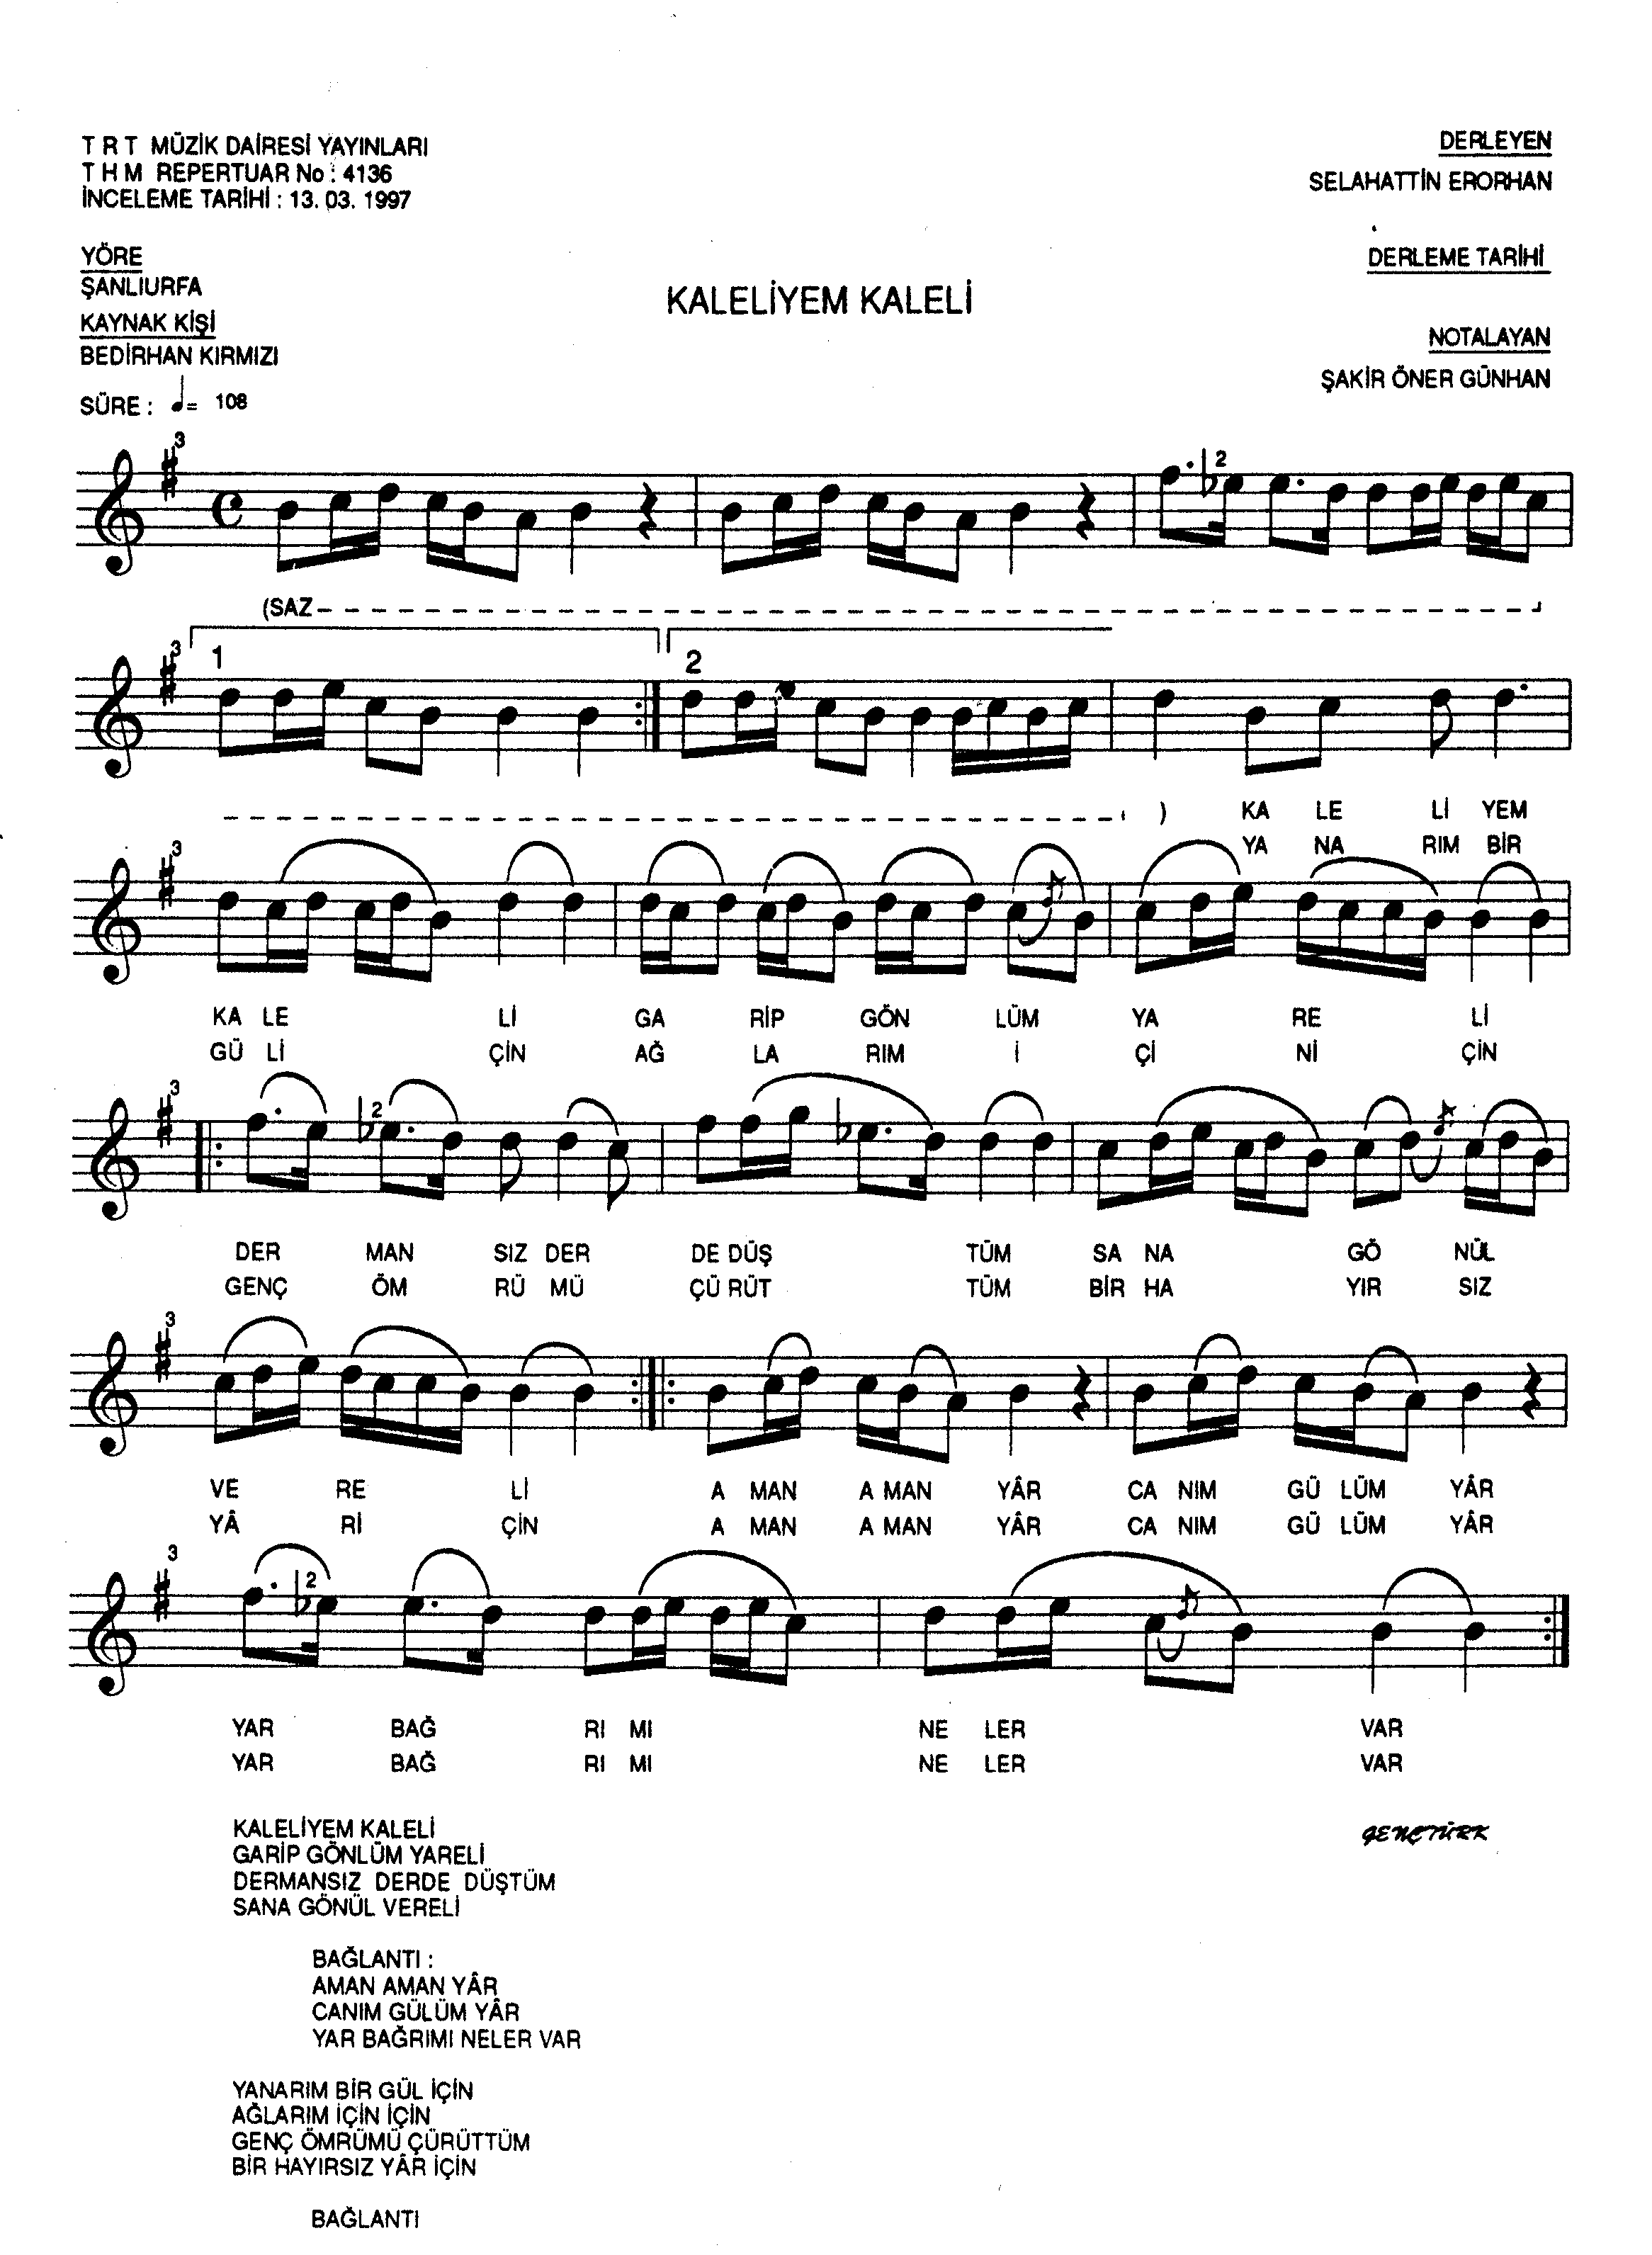 T R T MÜZİK DAİRESİ YAYINLARI
T H M REPERTUAR No : 4136
İNCELEME TARİHİ : 13. 03. 1997
YÖRE
ŞANLIURFA
KAYNAK KİŞİ
BEDİRHAN KIRMIZI
SÜRE : = 108
DERLEYEN
SELAHATTİN ERORHAN
DERLEME TARİHİ
NOTALAYAN
ŞAKİR ÖNER GÜNHAN
KALELİYEM KALELİ
3 2
(SAZ
3 1 2
) KA LE Lİ YEM
YA NA RIM BİR
3
KA LE Lİ GA RİP GÖN LÜM YA RE Lİ
GÜ Lİ ÇİN AĞ LA RIM İ Çİ Nİ ÇİN
3 2
DER MAN SIZ DER DE DÜŞ TÜM SA NA GÖ NÜL
GENÇ ÖM RÜ MÜ ÇÜ RÜT TÜM BİR HA YIR SIZ
3
VE RE Lİ A MAN A MAN YÂR CA NIM GÜ LÜM YÂR
YÂ Rİ ÇİN A MAN A MAN YÂR CA NIM GÜ LÜM YÂR
3 2
YAR BAĞ RI MI NE LER VAR
YAR BAĞ RI MI NE LER VAR
KALELİYEM KALELİ
GARİP GÖNLÜM YARELİ
DERMANSIZ DERDE DÜŞTÜM
SANA GÖNÜL VERELİ
BAĞLANTI :
AMAN AMAN YÂR
CANIM GÜLÜM YÂR
YAR BAĞRIMI NELER VAR
YANARIM BİR GÜL İÇİN
AĞLARIM İÇİN İÇİN
GENÇ ÖMRÜMÜ ÇÜRÜTTÜM
BİR HAYIRSIZ YÂR İÇİN
BAĞLANTI
GENÇTÜRK